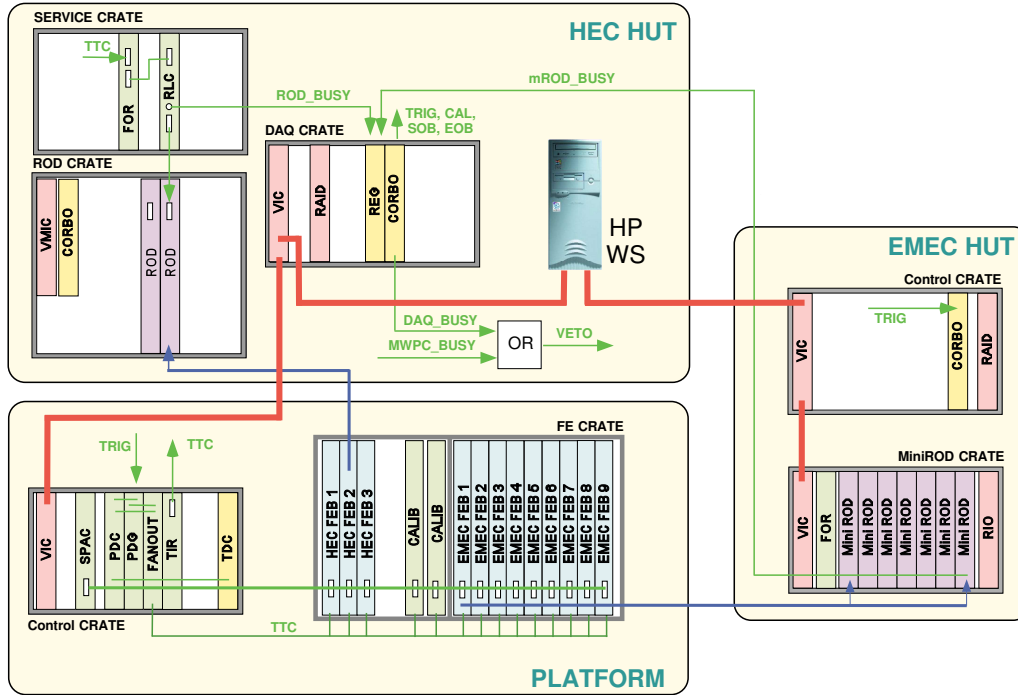 SERVICE CRATE
HEC HUT
TTC
FOR
RLC
ROD_BUSY
mROD_BUSY
TRIG, CAL,
SOB, EOB
DAQ CRATE
ROD CRATE
VMIC
CORBO
ROD
ROD
VIC
RAID
REG
CORBO
HP
WS
DAQ_BUSY
MWPC_BUSY
OR
VETO
EMEC HUT
Control CRATE
VIC
TRIG
CORBO
RAID
MiniROD CRATE
VIC
FOR
Mini ROD
Mini ROD
Mini ROD
Mini ROD
Mini ROD
Mini ROD
Mini ROD
RIO
FE CRATE
TRIG
TTC
VIC
SPAC
PDC
PDG
FANOUT
TIR
TDC
Control CRATE
HEC FEB 1
HEC FEB 2
HEC FEB 3
CALIB
CALIB
EMEC FEB 1
EMEC FEB 2
EMEC FEB 3
EMEC FEB 4
EMEC FEB 5
EMEC FEB 6
EMEC FEB 7
EMEC FEB 8
EMEC FEB 9
TTC
PLATFORM